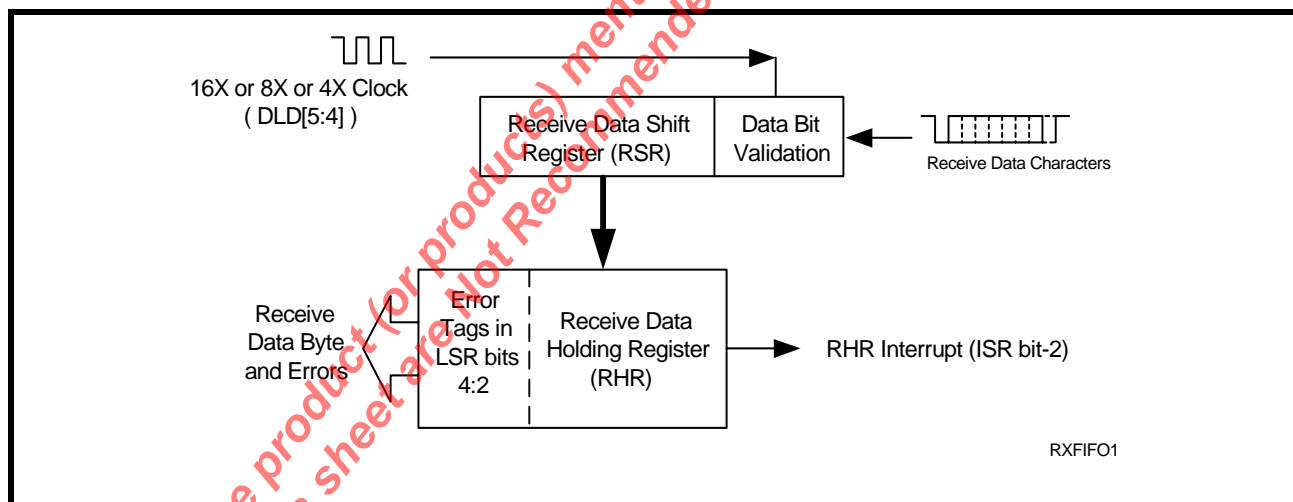 16X or 8X or 4X Clock
( DLD[5:4] )
Receive Data Shift
Register (RSR)
Data Bit
Validation
Receive Data Characters
Receive
Data Byte
and Errors
Error
Tags in
LSR bits
4:2
Receive Data
Holding Register
(RHR)
RHR Interrupt (ISR bit-2)
RXFIFO1
e product (or products) men
sheet are Not Recommende